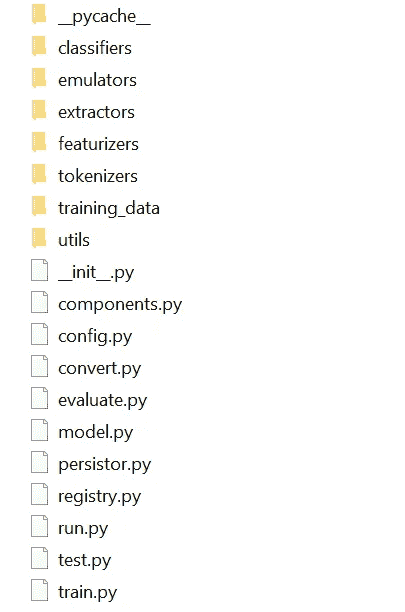 __pycache__
classifiers
emulators
extractors
featurizers
tokenizers
training_data
utils
__init__.py
components.py
config.py
convert.py
evaluate.py
model.py
persistor.py
registry.py
run.py
test.py
train.py